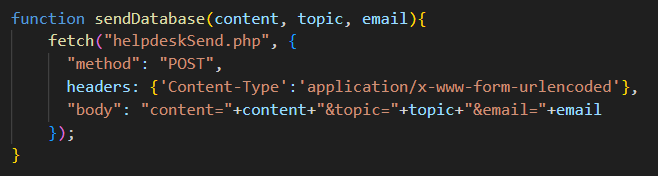 function sendDatabase(content, topic, email){
    fetch("helpdeskSend.php", {
      "method": "POST",
      headers: {'Content-Type':'application/x-www-form-urlencoded'},
      "body": "content="+content+"&topic="+topic+"&email="+email
    });
}